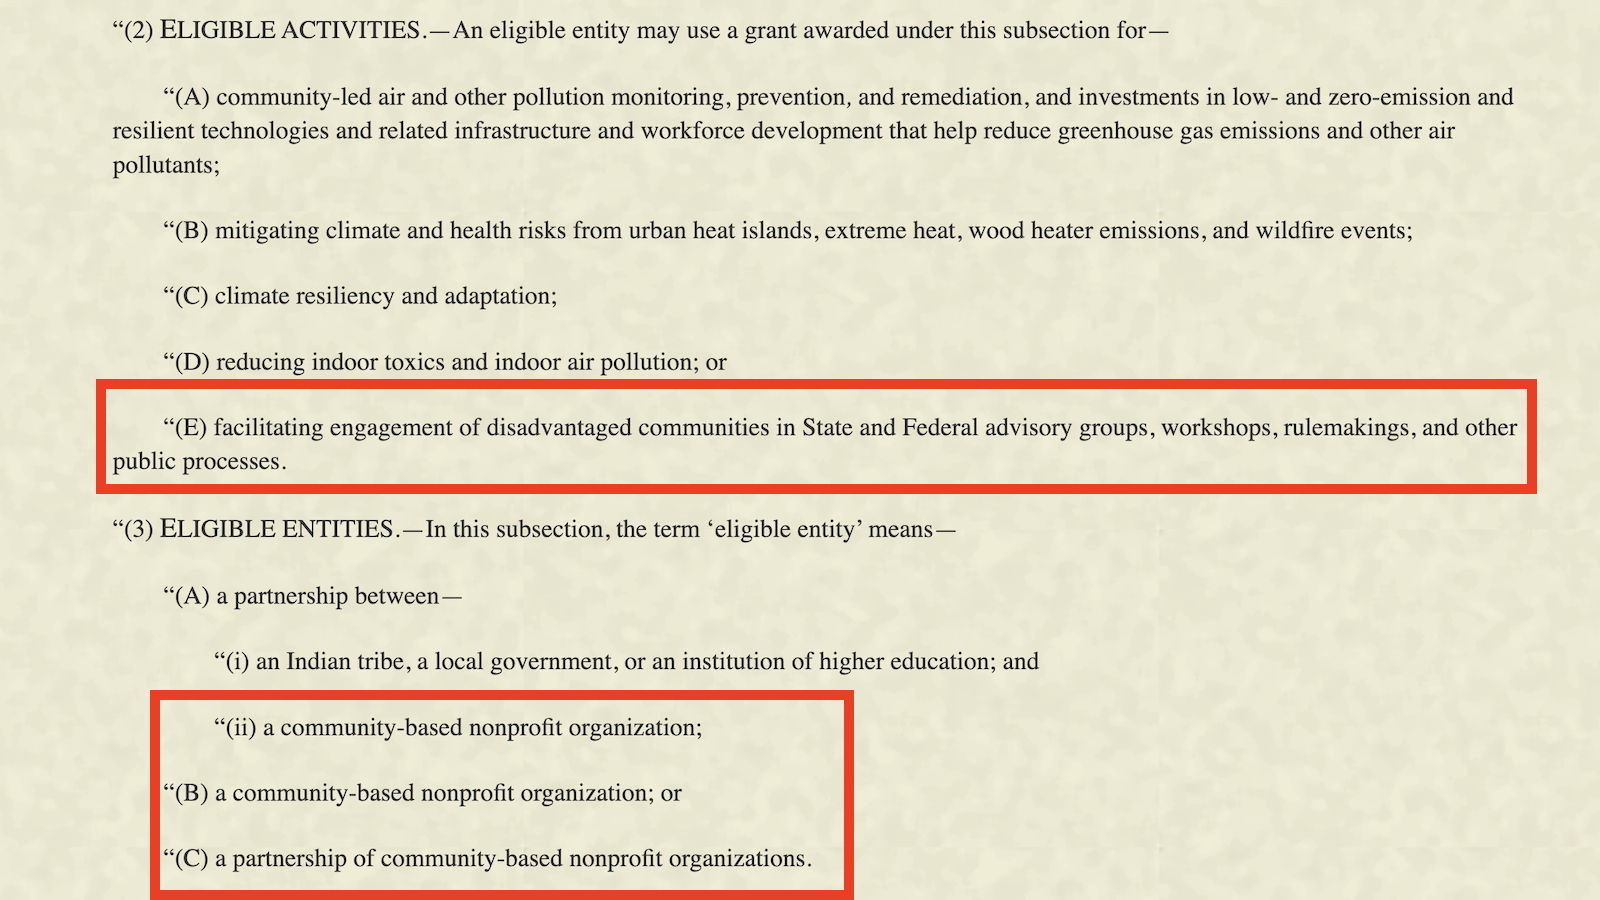 “(2) ELIGIBLE ACTIVITIES.—An eligible entity may use a grant awarded under this subsection for—
“(A) community-led air and other pollution monitoring, prevention, and remediation, and investments in low- and zero-emission and
resilient technologies and related infrastructure and workforce development that help reduce greenhouse gas emissions and other air
pollutants;
“(B) mitigating climate and health risks from urban heat islands, extreme heat, wood heater emissions, and wildfire events;
“(C) climate resiliency and adaptation;
“(D) reducing indoor toxics and indoor air pollution; or
“(E) facilitating engagement of disadvantaged communities in State and Federal advisory groups, workshops, rulemakings, and other
public processes.
“(3) ELIGIBLE ENTITIES.—In this subsection, the term ‘eligible entity’ means—
“(A) a partnership between—
“(i) an Indian tribe, a local government, or an institution of higher education; and
“(ii) a community-based nonprofit organization;
“(B) a community-based nonprofit organization; or
“(C) a partnership of community-based nonprofit organizations.